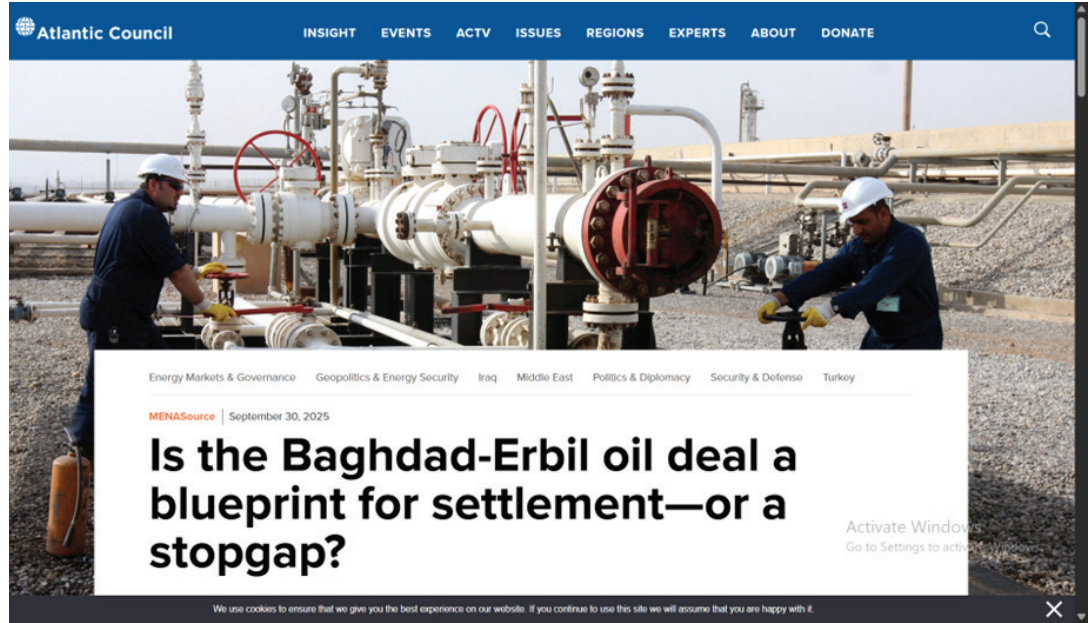 Atlantic Council
INSIGHT EVENTS ACTV ISSUES REGIONS EXPERTS ABOUT DONATE
Energy Markets & Governance Geopolitics & Energy Security Iraq Middle East Politics & Diplomacy Security & Defense Turkey
MENASource | September 30, 2025
Is the Baghdad-Erbil oil deal a
blueprint for settlement—or a
stopgap?
Activate Windows
Go to Settings to activate Windows.
We use cookies to ensure that we give you the best experience on our website. If you continue to use this site we will assume that you are happy with it.